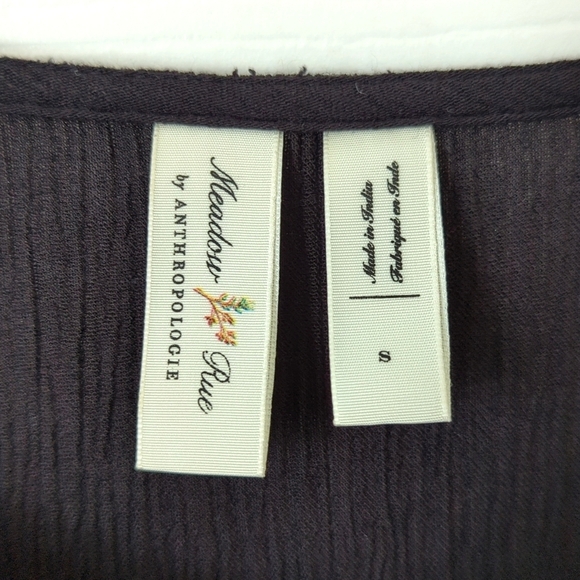 Meadow Rue
by ANTHROPOLOGIE
Made in India
Fabriqué en Inde
S